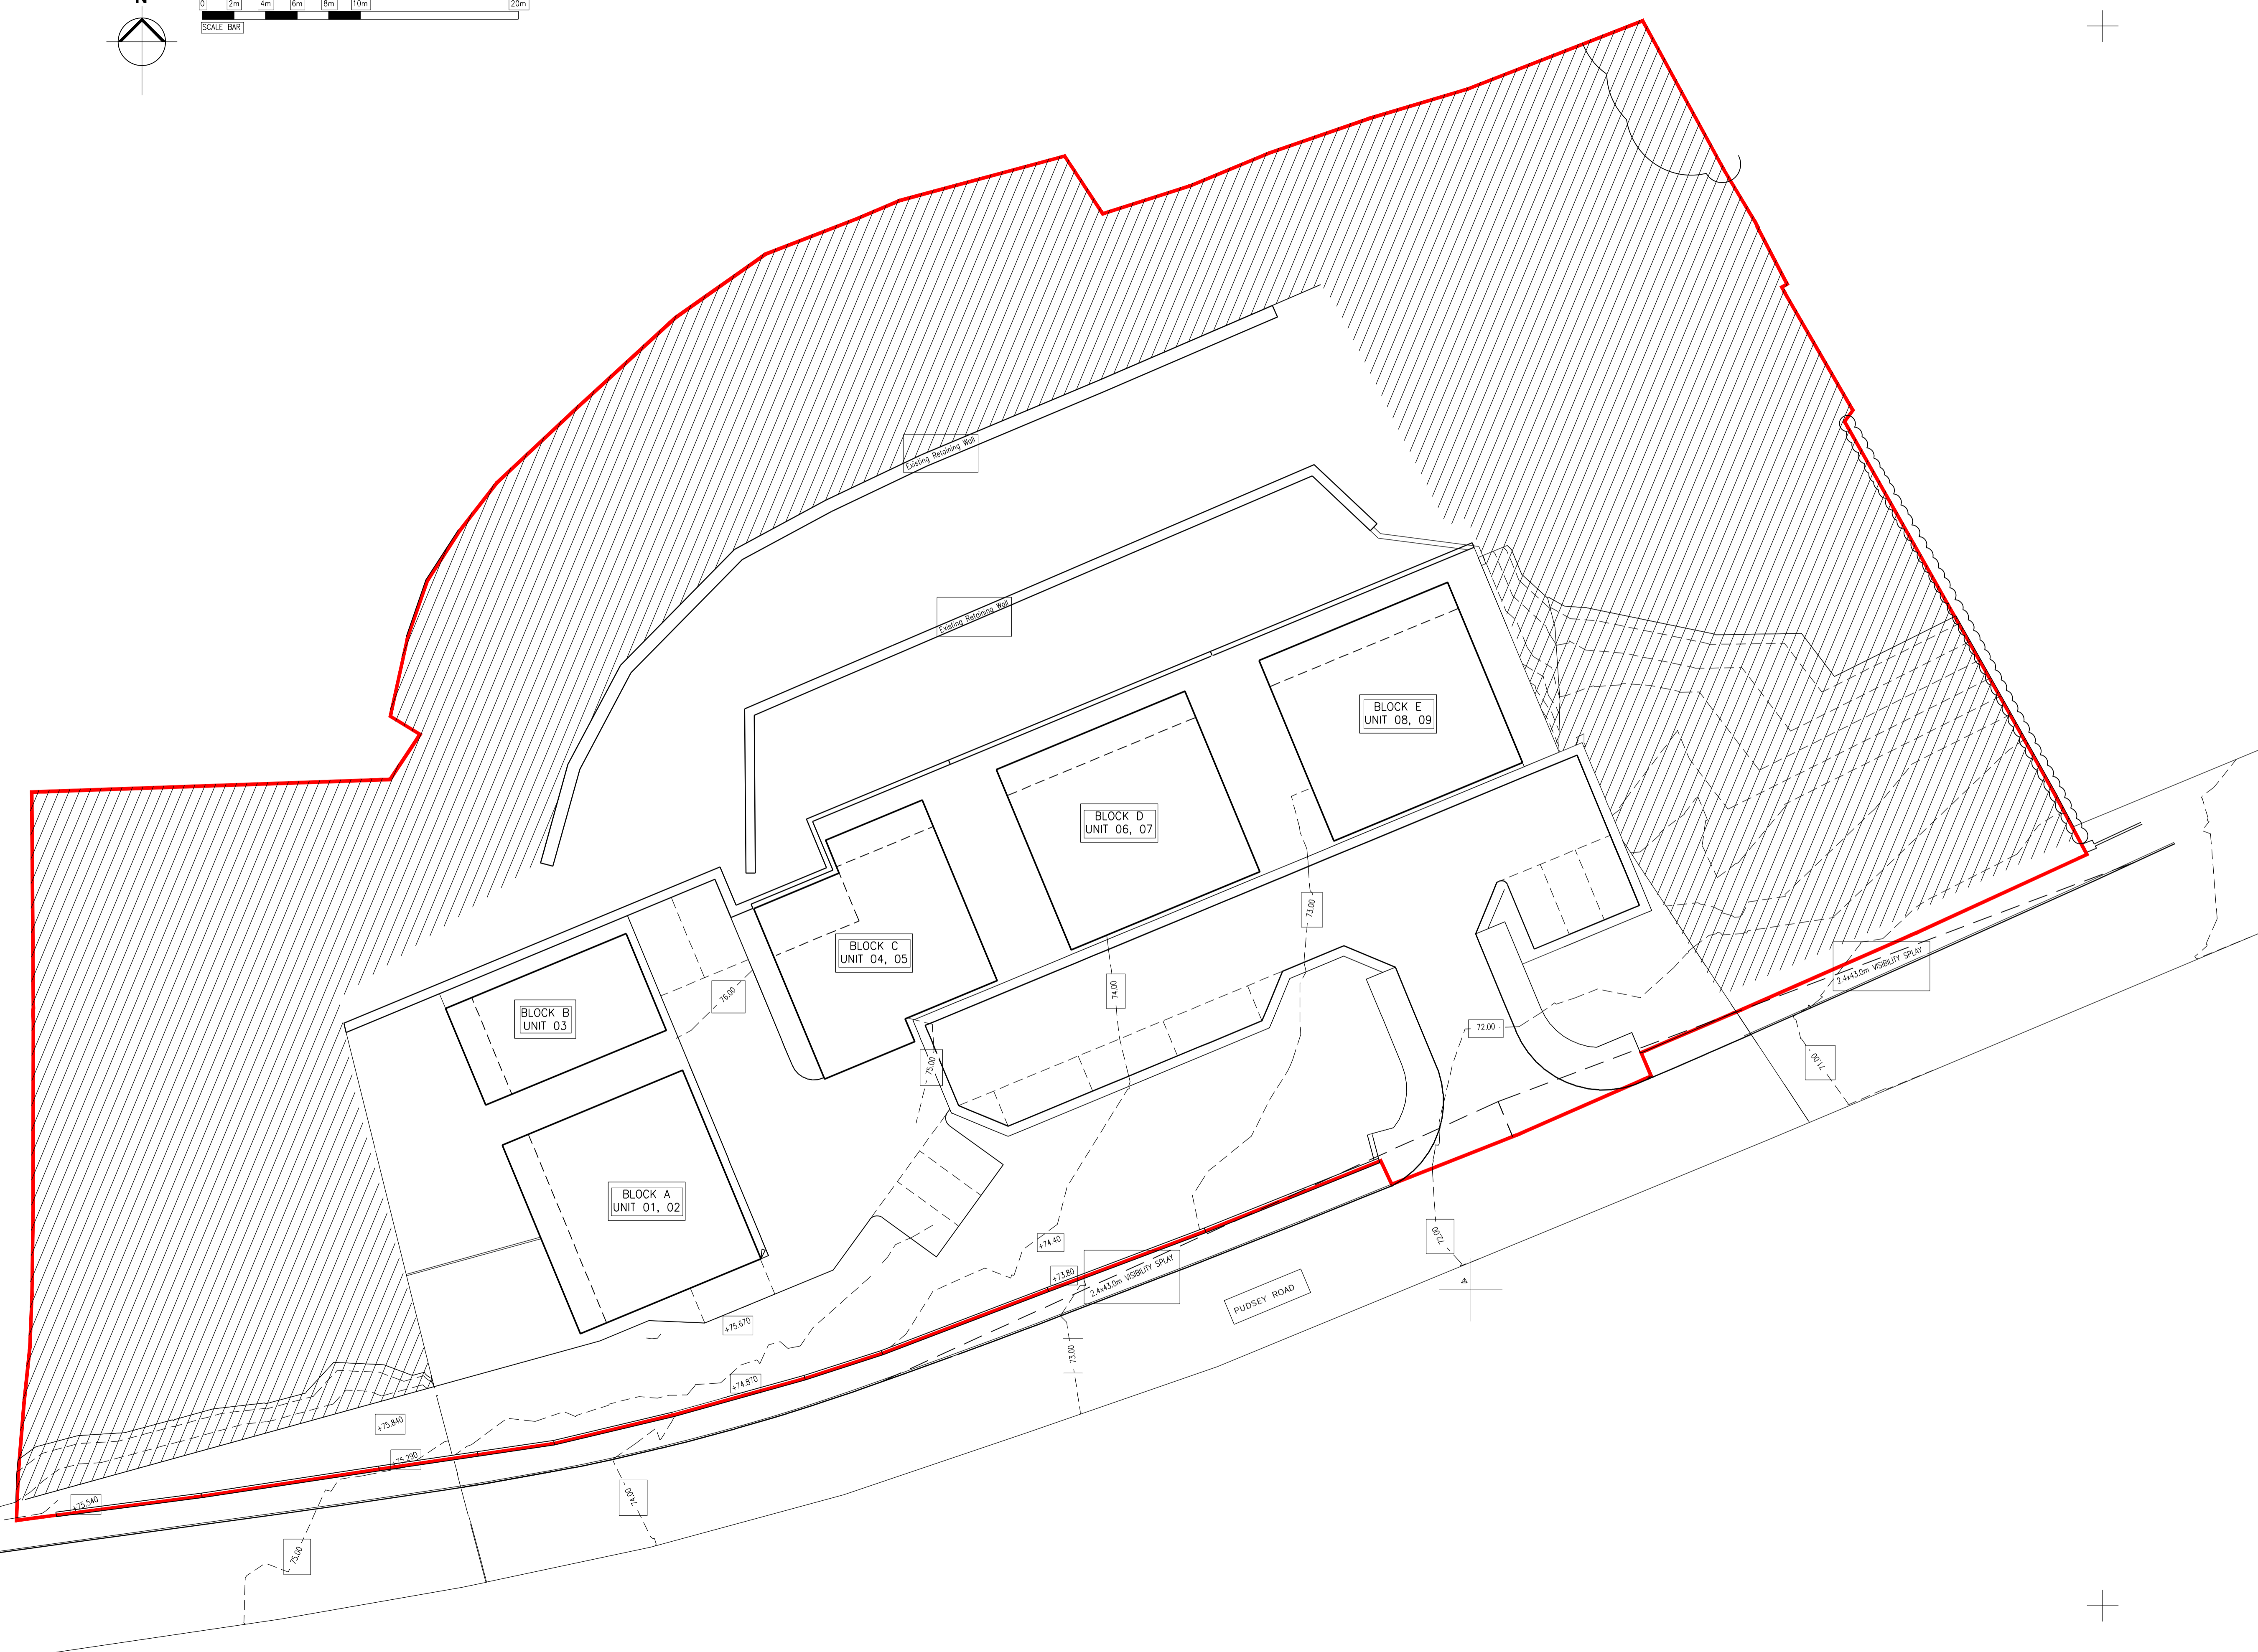 N
0 2m 4m 6m 8m 10m 20m
SCALE BAR
Existing Retaining Wall
Existing Retaining Wall
BLOCK E
UNIT 08, 09
BLOCK D
UNIT 06, 07
BLOCK C
UNIT 04, 05
BLOCK B
UNIT 03
BLOCK A
UNIT 01, 02
73.00
74.00
76.00
75.00
72.00
71.00
2.4x43.0m VISIBILITY SPLAY
72.00
+74.40
+73.80
2.4x43.0m VISIBILITY SPLAY
PUDSEY ROAD
+75.670
73.00
+74.870
+75.840
+75.290
+75.540
74.00
75.00